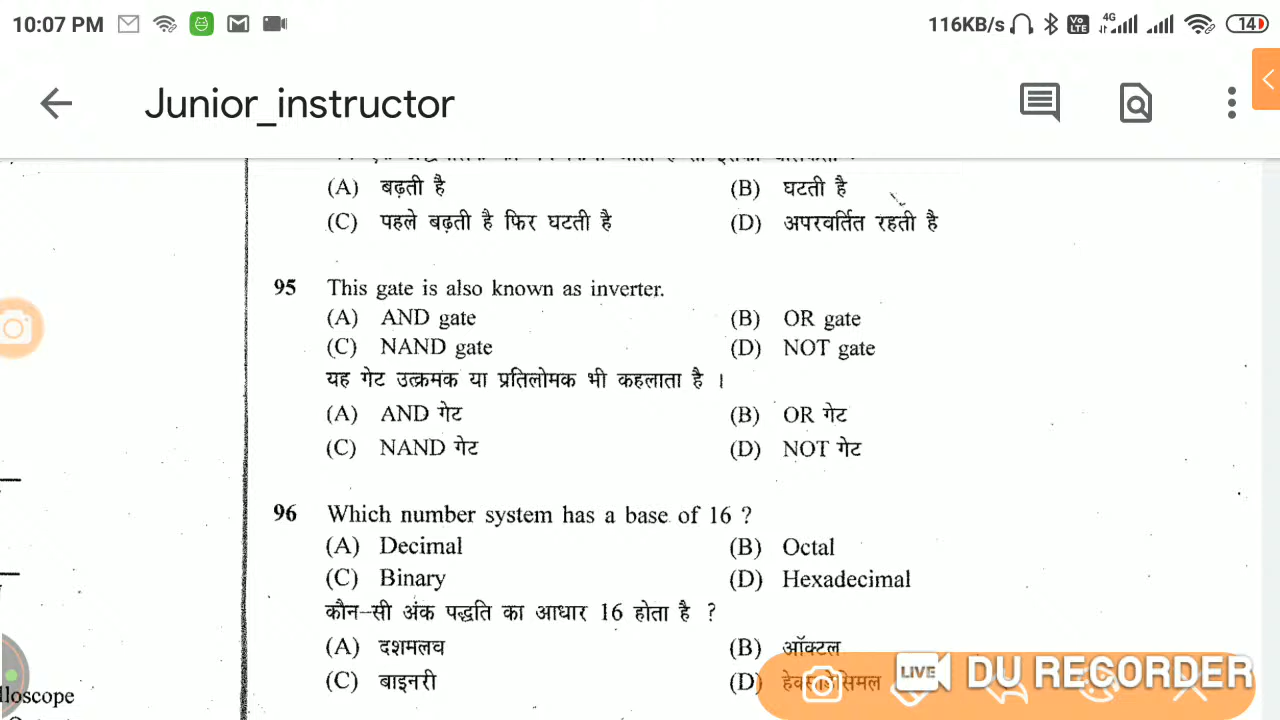 10:07 PM 116KB/s Vo LTE 4G 14
Junior_instructor
(A) बढ़ती है (B) घटती है
(C) पहले बढ़ती है फिर घटती है (D) अपरवर्तित रहती है
95 This gate is also known as inverter.
(A) AND gate (B) OR gate
(C) NAND gate (D) NOT gate
यह गेट उत्क्रमक या प्रतिलोमक भी कहलाता है ।
(A) AND गेट (B) OR गेट
(C) NAND गेट (D) NOT गेट
96 Which number system has a base of 16 ?
(A) Decimal (B) Octal
(C) Binary (D) Hexadecimal
कौन-सी अंक पद्धति का आधार 16 होता है ?
(A) दशमलव (B) ऑक्टल
(C) बाइनरी (D)
lloscope
LIVE DU RECORDER